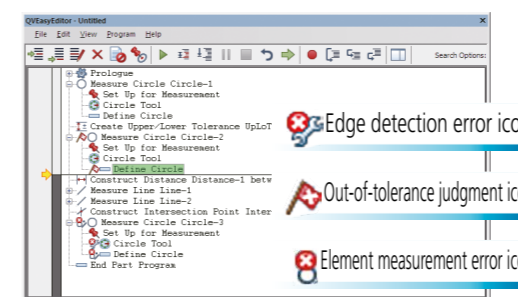 QVEasyEditor - Untitled
File Edit View Program Help
Search Options:
Prologue
Measure Circle Circle-1
Set Up for Measurement
Circle Tool
Define Circle
Create Upper/Lower Tolerance UpLoT
Measure Circle Circle-2
Set Up for Measurement
Circle Tool
Define Circle
Construct Distance Distance-1 betw
Measure Line Line-1
Measure Line Line-2
Construct Intersection Point Inter
Measure Circle Circle-3
Set Up for Measurement
Circle Tool
Define Circle
End Part Program
Edge detection error ico
Out-of-tolerance judgment ic
Element measurement error ic